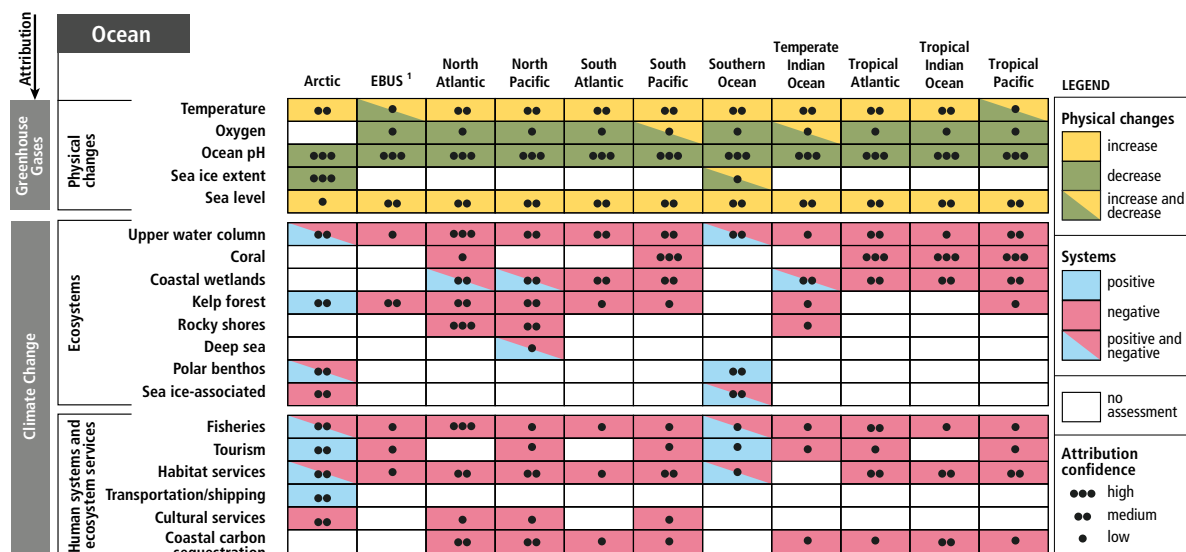 Attribution
Ocean
Arctic
EBUS 1
North Atlantic
North Pacific
South Atlantic
South Pacific
Southern Ocean
Temperate Indian Ocean
Tropical Atlantic
Tropical Indian Ocean
Tropical Pacific
Greenhouse Gases
Physical changes
Temperature
Oxygen
Ocean pH
Sea ice extent
Sea level
Climate Change
Ecosystems
Upper water column
Coral
Coastal wetlands
Kelp forest
Rocky shores
Deep sea
Polar benthos
Sea ice-associated
Human systems and ecosystem services
Fisheries
Tourism
Habitat services
Transportation/shipping
Cultural services
Coastal carbon
sequestration
LEGEND
Physical changes
increase
decrease
increase and
decrease
Systems
positive
negative
positive and
negative
no
assessment
Attribution
confidence
high
medium
low